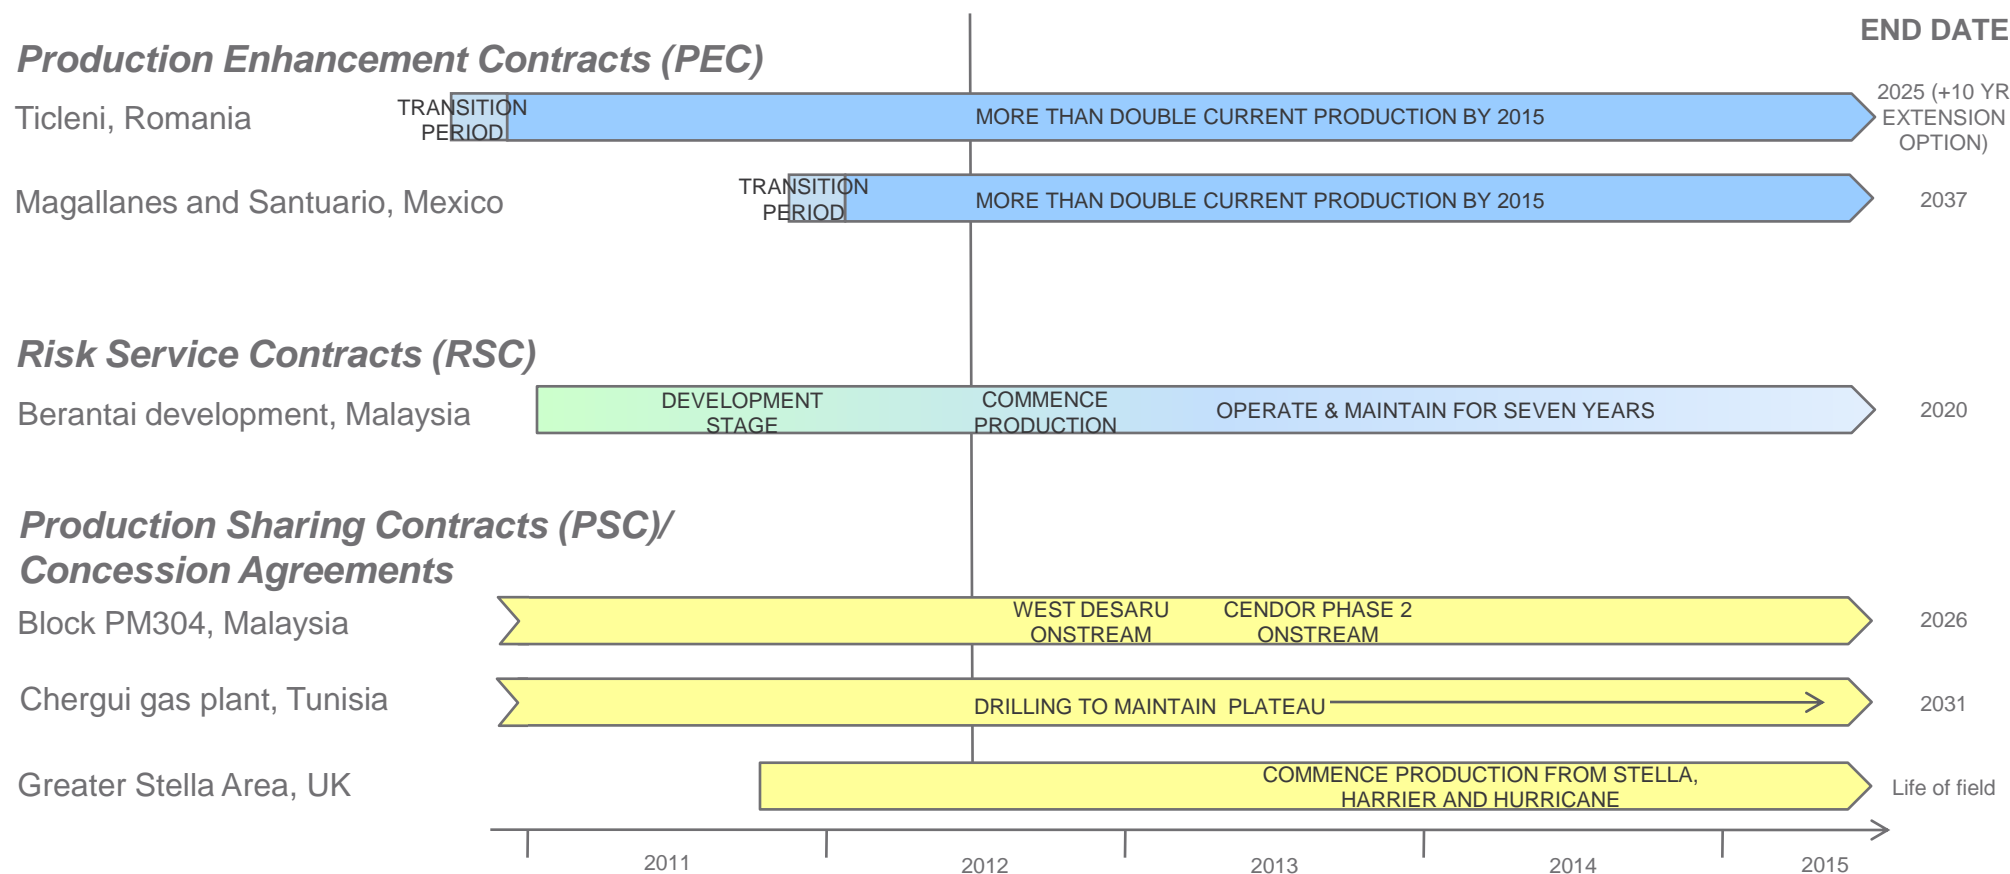 END DATE
Production Enhancement Contracts (PEC)
Ticleni, Romania
TRANSITION
PERIOD
MORE THAN DOUBLE CURRENT PRODUCTION BY 2015
2025 (+10 YR
EXTENSION
OPTION)
Magallanes and Santuario, Mexico
TRANSITION
PERIOD
MORE THAN DOUBLE CURRENT PRODUCTION BY 2015
2037
Risk Service Contracts (RSC)
Berantai development, Malaysia
DEVELOPMENT
STAGE
COMMENCE
PRODUCTION
OPERATE & MAINTAIN FOR SEVEN YEARS
2020
Production Sharing Contracts (PSC)/
Concession Agreements
Block PM304, Malaysia
WEST DESARU
ONSTREAM
CENDOR PHASE 2
ONSTREAM
2026
Chergui gas plant, Tunisia
DRILLING TO MAINTAIN PLATEAU
2031
Greater Stella Area, UK
COMMENCE PRODUCTION FROM STELLA,
HARRIER AND HURRICANE
Life of field
2011
2012
2013
2014
2015